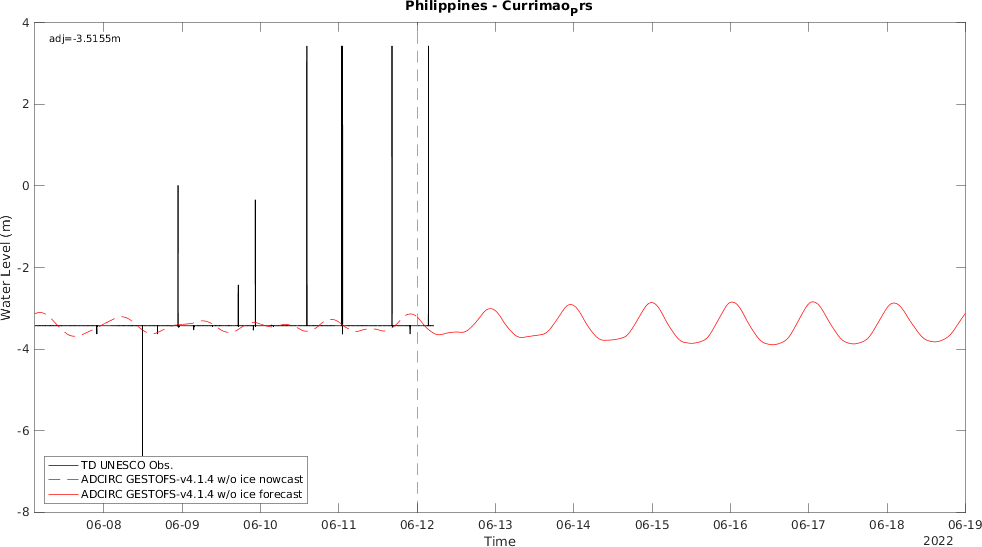 Philippines - Currimaoprs
adj=-3.5155m
4
2
0
-2
-4
-6
-8
Water Level (m)
TD UNESCO Obs.
ADCIRC GESTOFS-v4.1.4 w/o ice nowcast
ADCIRC GESTOFS-v4.1.4 w/o ice forecast
06-08 06-09 06-10 06-11 06-12 06-13 06-14 06-15 06-16 06-17 06-18 06-19
Time
2022